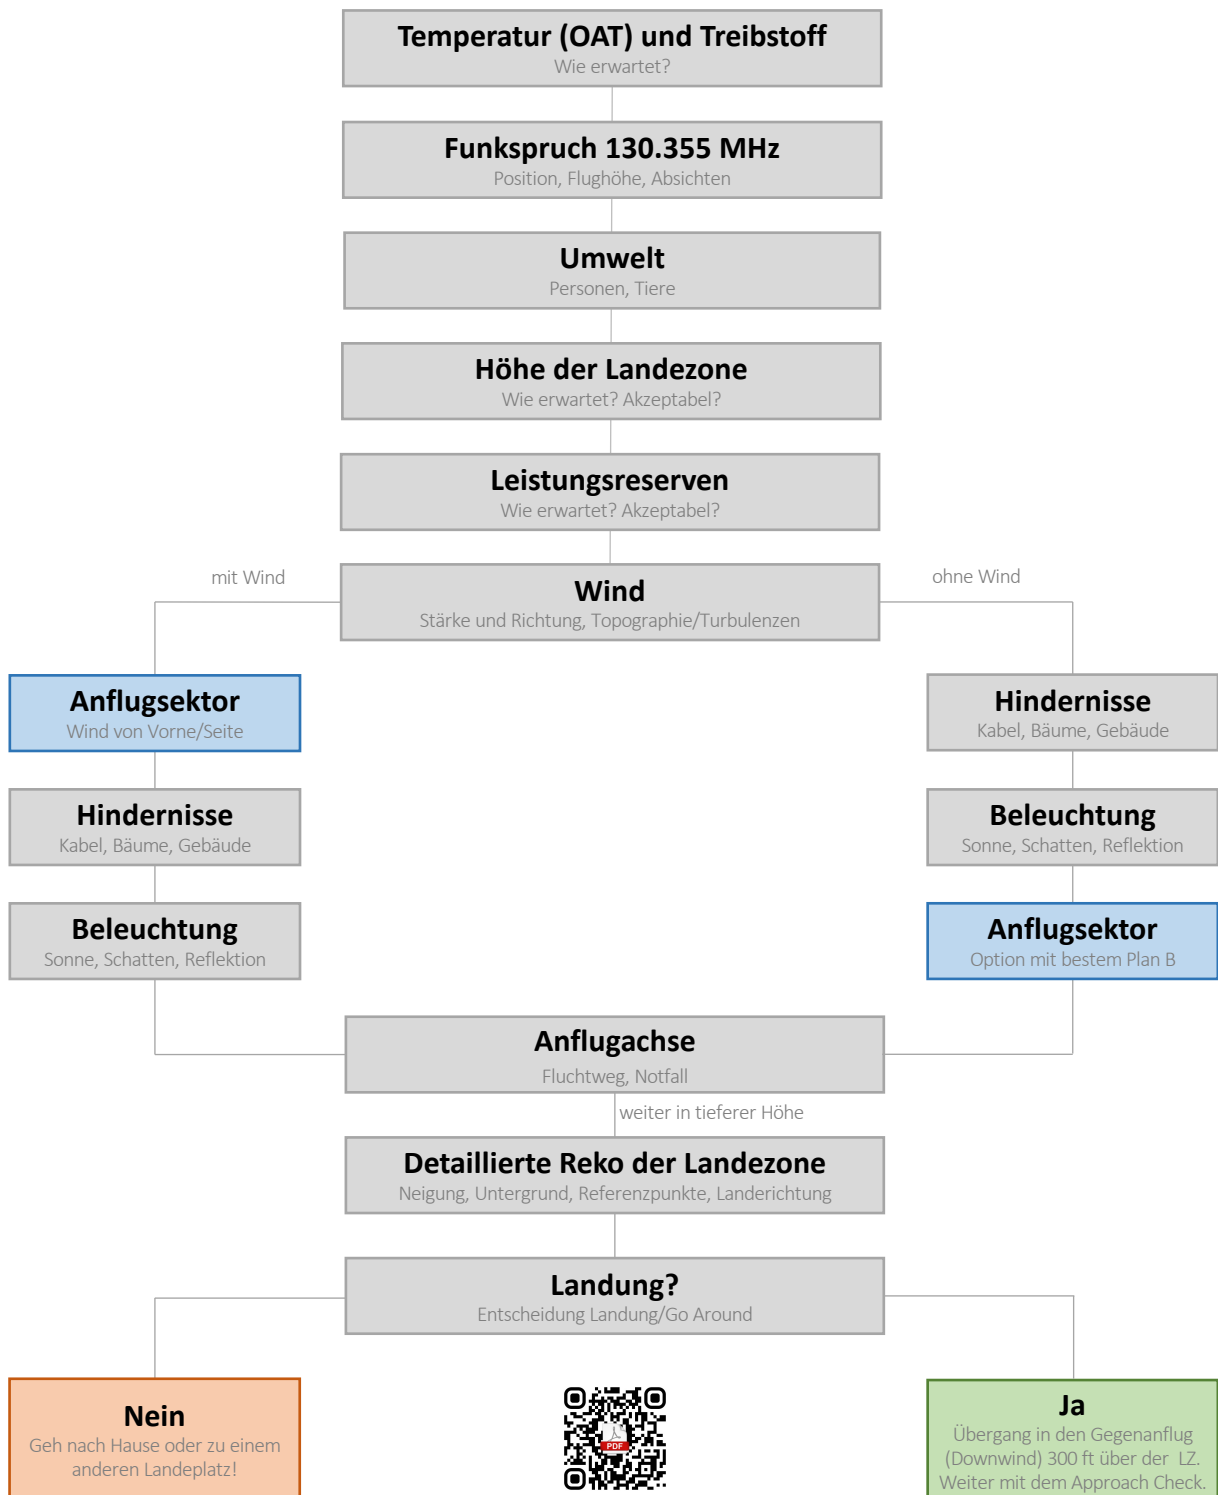 Temperatur (OAT) und Treibstoff
Wie erwartet?
Funkspruch 130.355 MHz
Position, Flughöhe, Absichten
Umwelt
Personen, Tiere
Höhe der Landezone
Wie erwartet? Akzeptabel?
Leistungsreserven
Wie erwartet? Akzeptabel?
mit Wind
Wind
Stärke und Richtung, Topographie/Turbulenzen
ohne Wind
Anflugsektor
Wind von Vorne/Seite
Hindernisse
Kabel, Bäume, Gebäude
Beleuchtung
Sonne, Schatten, Reflektion
Hindernisse
Kabel, Bäume, Gebäude
Beleuchtung
Sonne, Schatten, Reflektion
Anflugsektor
Option mit bestem Plan B
Anflugachse
Fluchtweg, Notfall
weiter in tieferer Höhe
Detaillierte Reko der Landezone
Neigung, Untergrund, Referenzpunkte, Landerichtung
Landung?
Entscheidung Landung/Go Around
Nein
Geh nach Hause oder zu einem
anderen Landeplatz!
PDF
Ja
Übergang in den Gegenanflug
(Downwind) 300 ft über der LZ.
Weiter mit dem Approach Check.